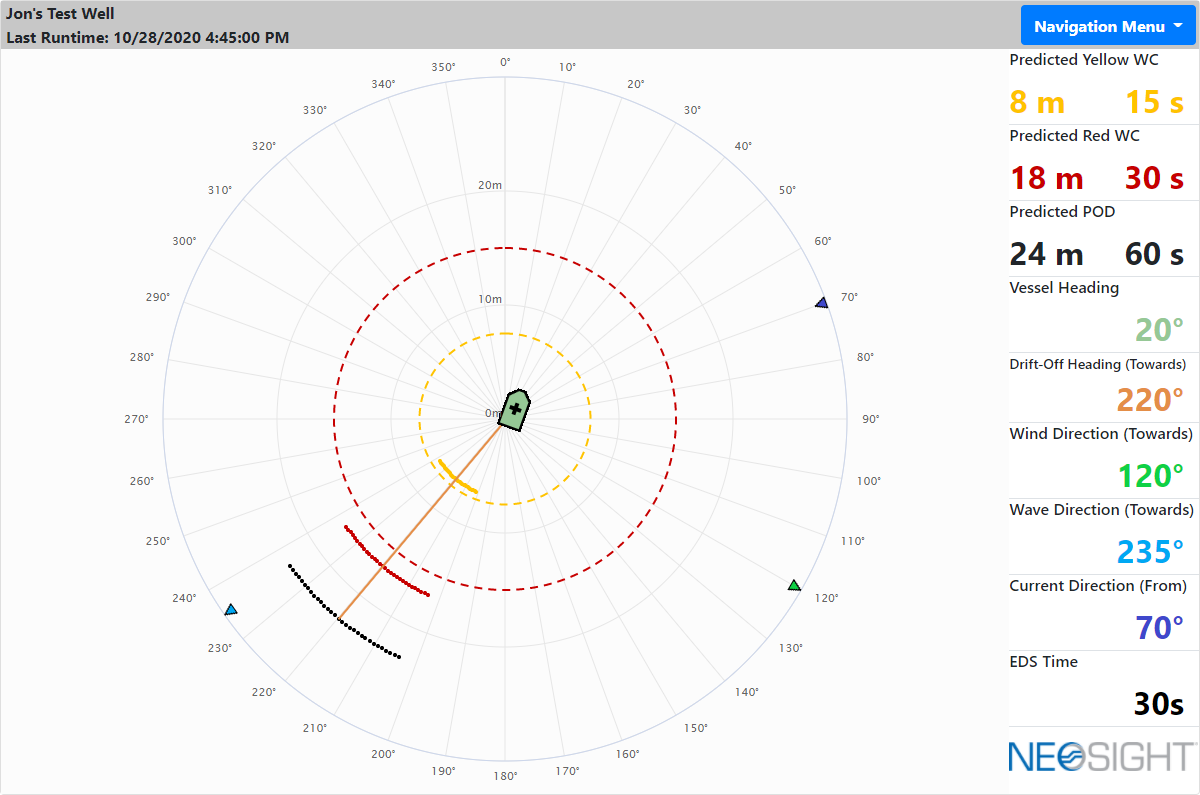 Jon's Test Well
Last Runtime: 10/28/2020 4:45:00 PM
Navigation Menu
0°
10°
20°
30°
40°
50°
60°
70°
80°
90°
100°
110°
120°
130°
140°
150°
160°
170°
180°
190°
200°
210°
220°
230°
240°
250°
260°
270°
280°
290°
300°
310°
320°
330°
340°
350°
20m
10m
0m
Predicted Yellow WC
8 m 15 s
Predicted Red WC
18 m 30 s
Predicted POD
24 m 60 s
Vessel Heading
20°
Drift-Off Heading (Towards)
220°
Wind Direction (Towards)
120°
Wave Direction (Towards)
235°
Current Direction (From)
70°
EDS Time
30s
NEOSIGHT